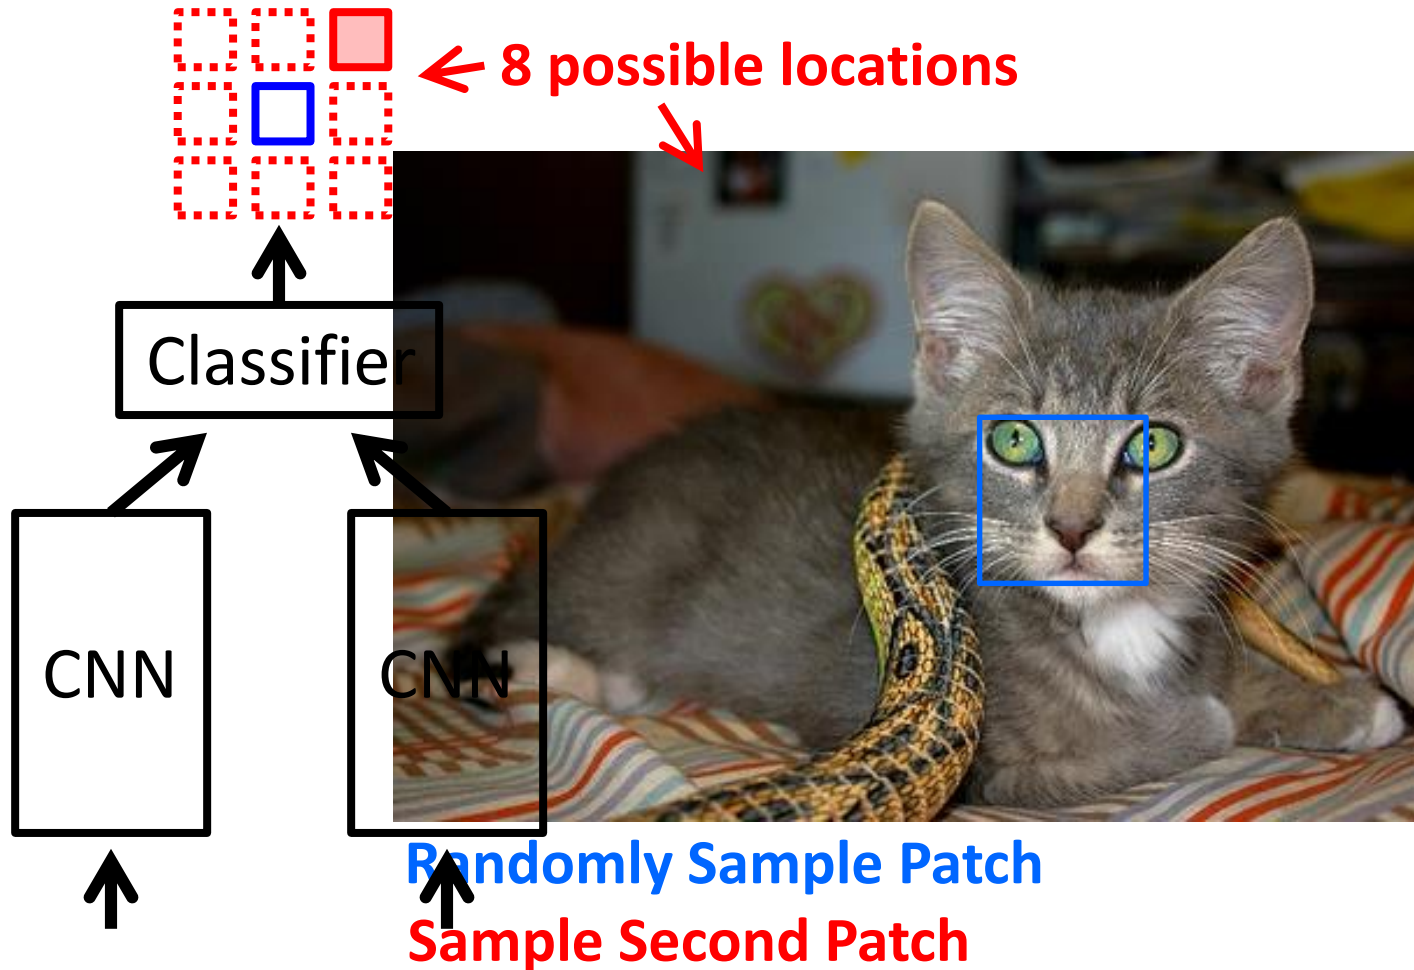 8 possible locations
Classifier
CNN
CNN
Randomly Sample Patch
Sample Second Patch